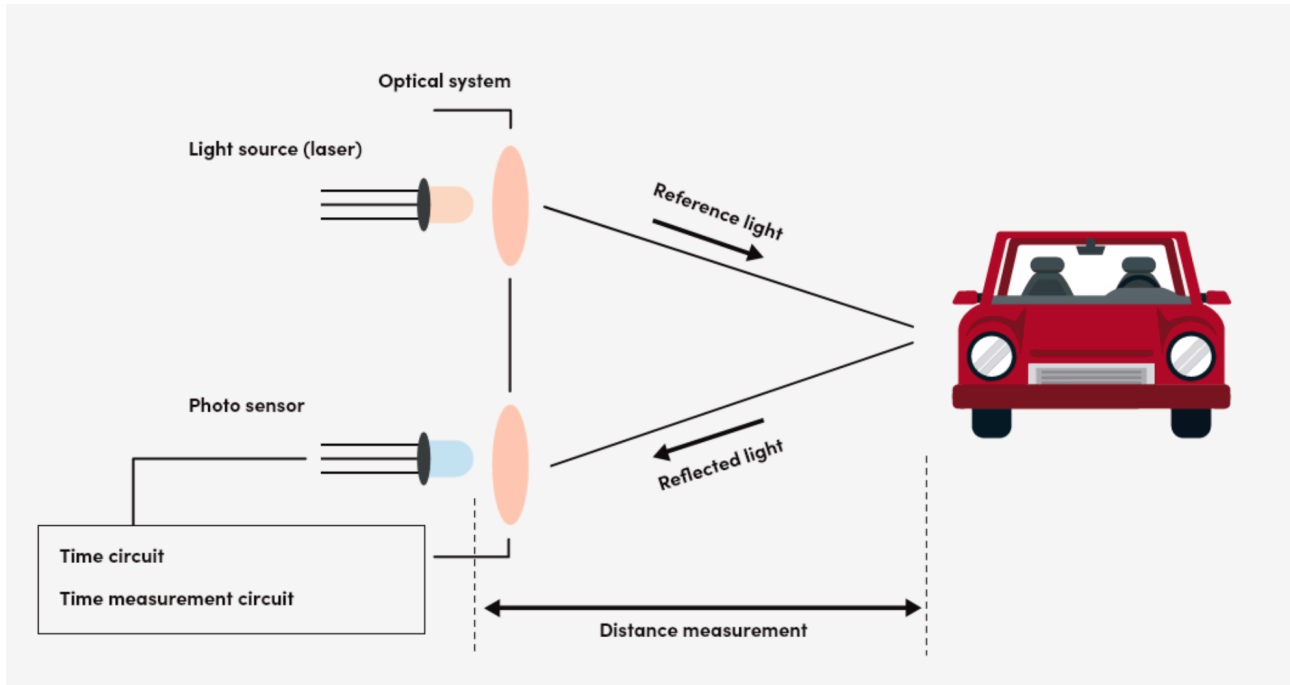 Optical system
Light source (laser)
Reference light
Photo sensor
Reflected light
Time circuit
Time measurement circuit
Distance measurement